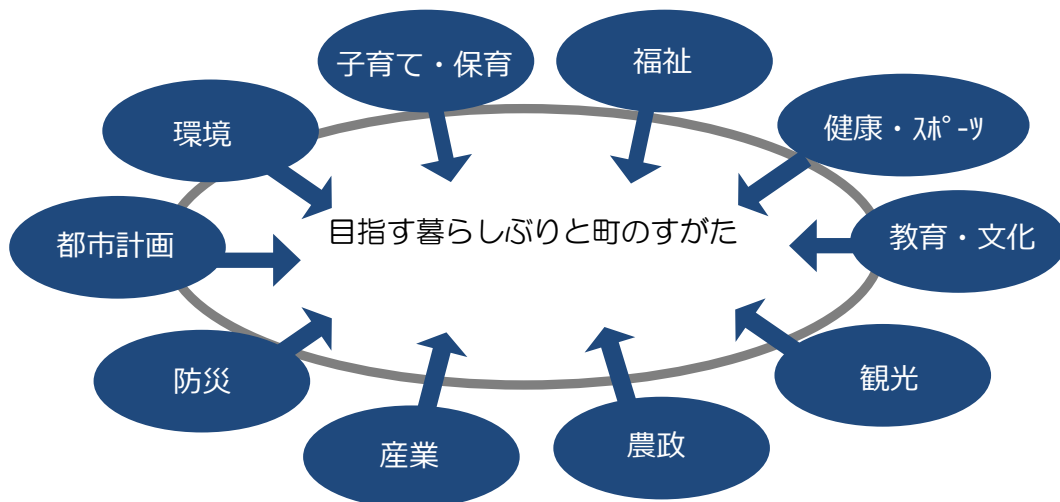 子育て・保育
福祉
環境
健康・ｽﾎﾟｰﾂ
目指す暮らしぶりと町のすがた
都市計画
教育・文化
防災
観光
産業
農政